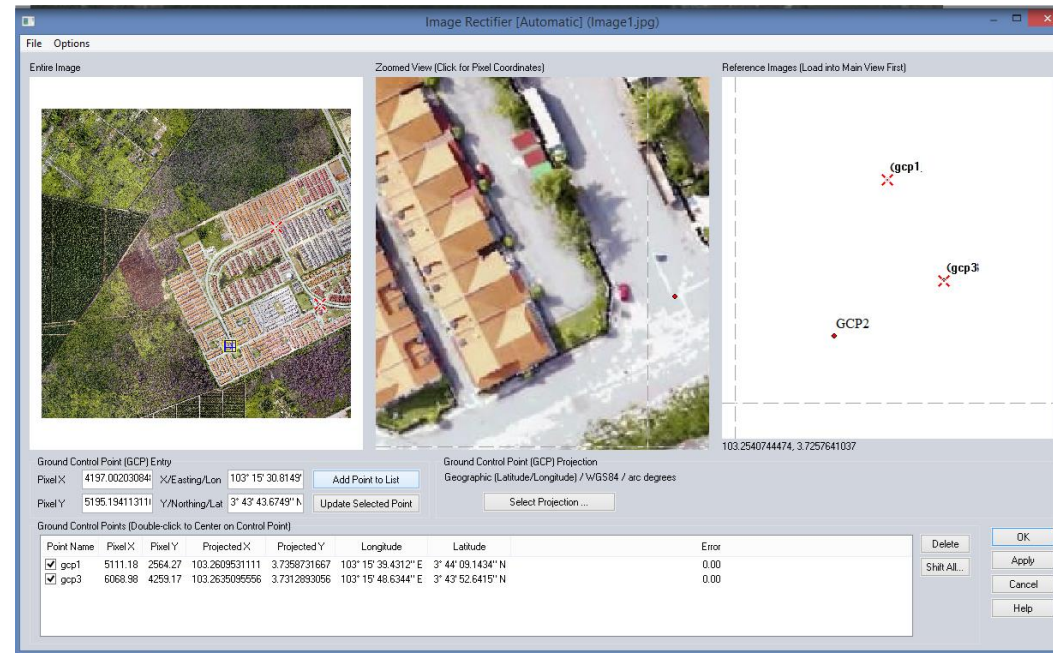 Image Rectifier [Automatic] (Image1.jpg)
File Options
Entire Image
Zoomed View (Click for Pixel Coordinates)
Reference Images (Load into Main View First)
(gcp1
(gcp3
GCP2
103.2540744474, 3.7257641037
Ground Control Point (GCP) Entry
Pixel X 4197.00203084 X/Easting/Lon 103° 15' 30.8149' Add Point to List
Pixel Y 5195.19411311 Y/Northing/Lat 3° 43' 43.6749'' N Update Selected Point
Ground Control Point (GCP) Projection
Geographic (Latitude/Longitude) / WGS84 / arc degrees
Select Projection ...
Ground Control Points (Double-click to Center on Control Point)
Point Name Pixel X Pixel Y Projected X Projected Y Longitude Latitude Error
gcp1 5111.18 2564.27 103.2609531111 3.7358731667 103° 15' 39.4312'' E 3° 44' 09.1434'' N 0.00
gcp3 6068.98 4259.17 103.2635095556 3.7312893056 103° 15' 48.6344'' E 3° 43' 52.6415'' N 0.00
Delete
Shift All...
OK
Apply
Cancel
Help